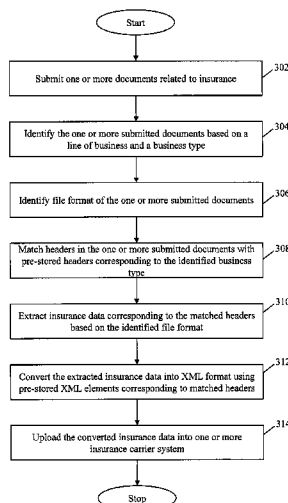 Start
302
Submit one or more documents related to insurance
304
Identify the one or more submitted documents based on a
line of business and a business type
306
Identify file format of the one or more submitted documents
308
Match headers in the one or more submitted documents with
pre-stored headers corresponding to the identified business
type
310
Extract insurance data corresponding to the matched headers
based on the identified file format
312
Convert the extracted insurance data into XML format using
pre-stored XML elements corresponding to matched headers
314
Upload the converted insurance data into one or more
insurance carrier system
Stop